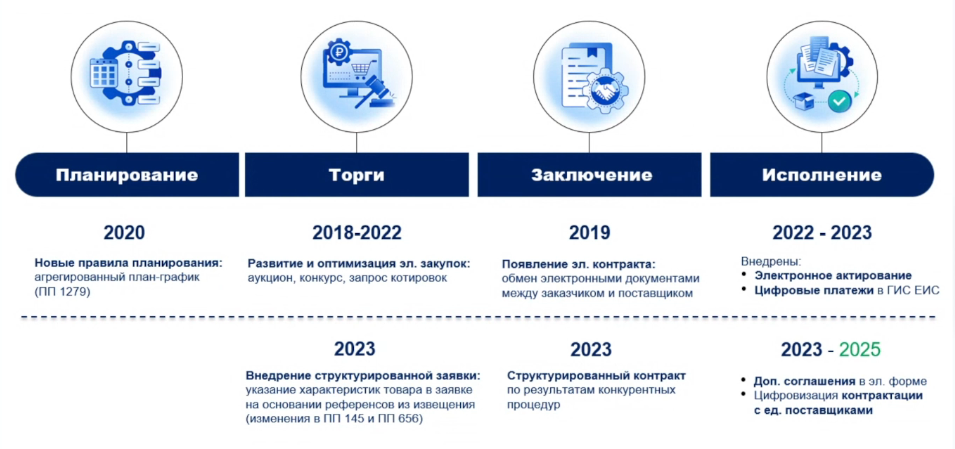 Планирование
Торги
Заключение
Исполнение
2020
Новые правила планирования:
агрегированный план-график
(ПП 1279)
2018-2022
Развитие и оптимизация эл. закупок:
аукцион, конкурс, запрос котировок
2019
Появление эл. контракта:
обмен электронными документами
между заказчиком и поставщиком
2022 - 2023
Внедрены:
• Электронное актирование
• Цифровые платежи в ГИС ЕИС
2023
Внедрение структурированной заявки:
указание характеристик товара в заявке
на основании референсов из извещения
(изменения в ПП 145 и ПП 656)
2023
Структурированный контракт
по результатам конкурентных
процедур
2023 - 2025
• Доп. соглашения в эл. форме
• Цифровизация контрактации
с ед. поставщиками